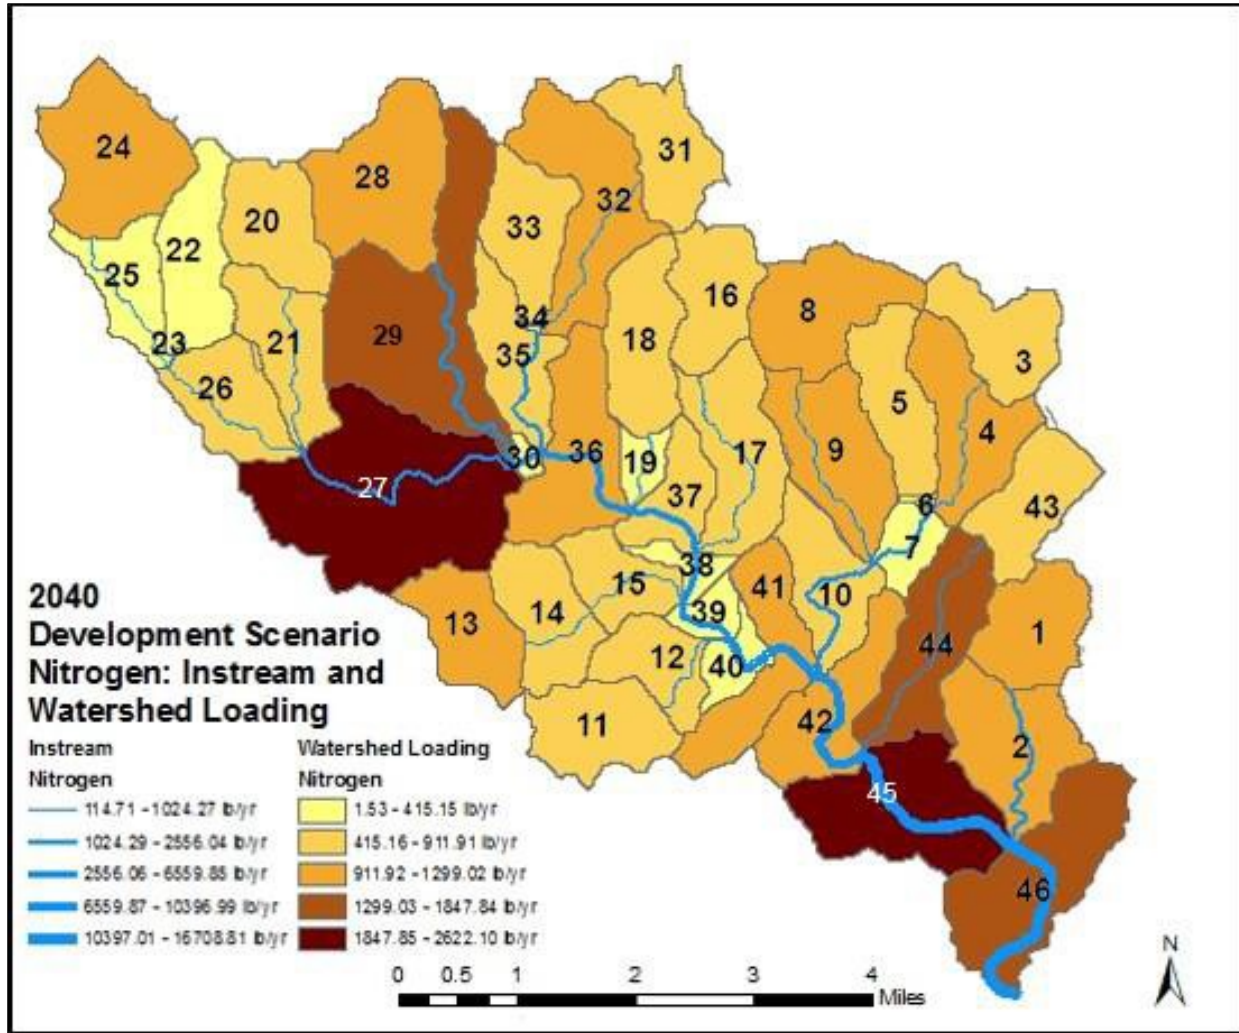 24
31
28
32
20
22
33
25
16
8
34
23
21
29
35
18
3
26
5
4
30
36
19
17
9
27
37
6
43
7
38
15
41
10
39
13
14
1
12
40
44
11
42
2
45
46
2040
Development Scenario
Nitrogen: Instream and
Watershed Loading
Instream
Nitrogen
114.71 - 1024.27 lb/yr
1024.29 - 2556.04 lb/yr
2556.06 - 6559.85 lb/yr
6559.87 - 10396.99 lb/yr
10397.01 - 16708.81 lb/yr
Watershed Loading
Nitrogen
1.53 - 415.15 lb/yr
415.16 - 911.91 lb/yr
911.92 - 1299.02 lb/yr
1299.03 - 1847.84 lb/yr
1847.85 - 2622.10 lb/yr
0 0.5 1 2 3 4
Miles
N